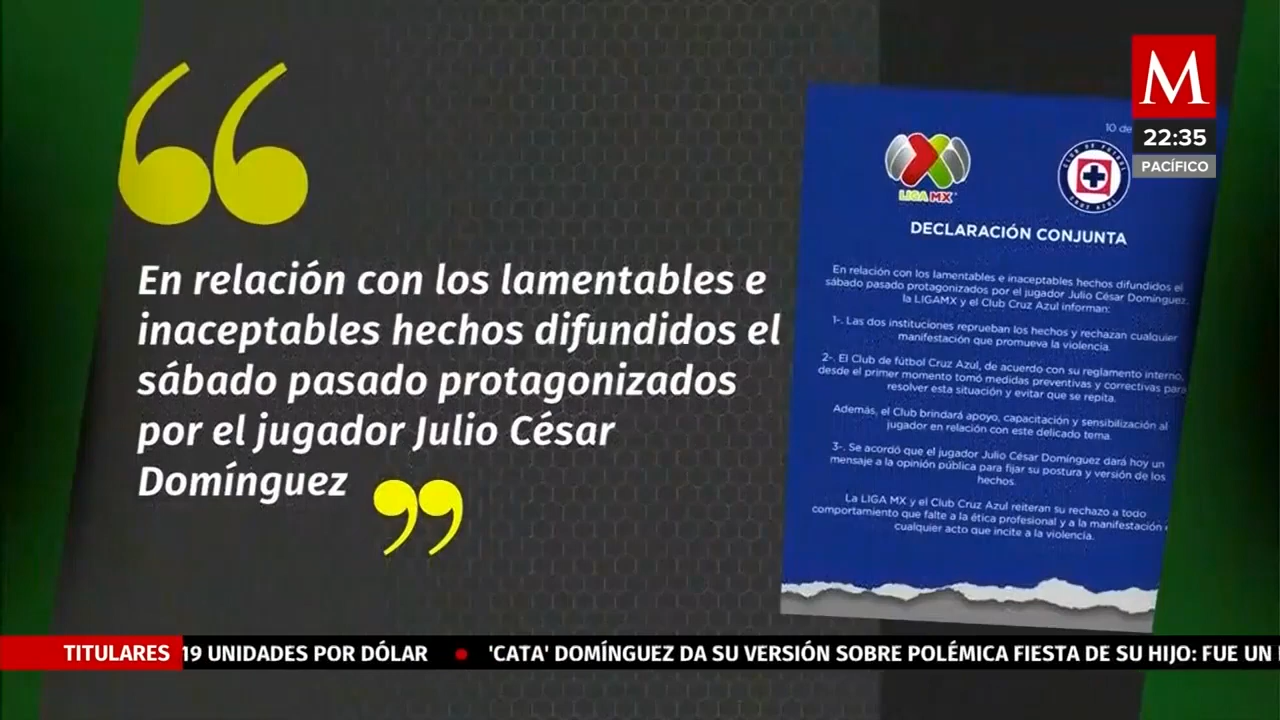 M
22:35
PACÍFICO
“
En relación con los lamentables e
inaceptables hechos difundidos el
sábado pasado protagonizados
por el jugador Julio César
Domínguez ”
10 de
LIGA MX
CLUB DE FUTBOL
CRUZ AZUL
DECLARACIÓN CONJUNTA
En relación con los lamentables e inaceptables hechos difundidos el
sábado pasado protagonizados por el jugador Julio César Domínguez,
la LIGAMX y el Club Cruz Azul informan:
1-. Las dos instituciones reprueban los hechos y rechazan cualquier
manifestación que promueva la violencia.
2-. El Club de fútbol Cruz Azul, de acuerdo con su reglamento interno,
desde el primer momento tomó medidas preventivas y correctivas para
resolver esta situación y evitar que se repita.
Además, el Club brindará apoyo, capacitación y sensibilización al
jugador en relación con este delicado tema.
3-. Se acordó que el jugador Julio César Domínguez dará hoy un
mensaje a la opinión pública para fijar su postura y versión de los
hechos.
La LIGA MX y el Club Cruz Azul reiteran su rechazo a todo
comportamiento que falte a la ética profesional y a la manifestación
cualquier acto que incite a la violencia.
TITULARES 19 UNIDADES POR DÓLAR • 'CATA' DOMÍNGUEZ DA SU VERSIÓN SOBRE POLÉMICA FIESTA DE SU HIJO: FUE UN